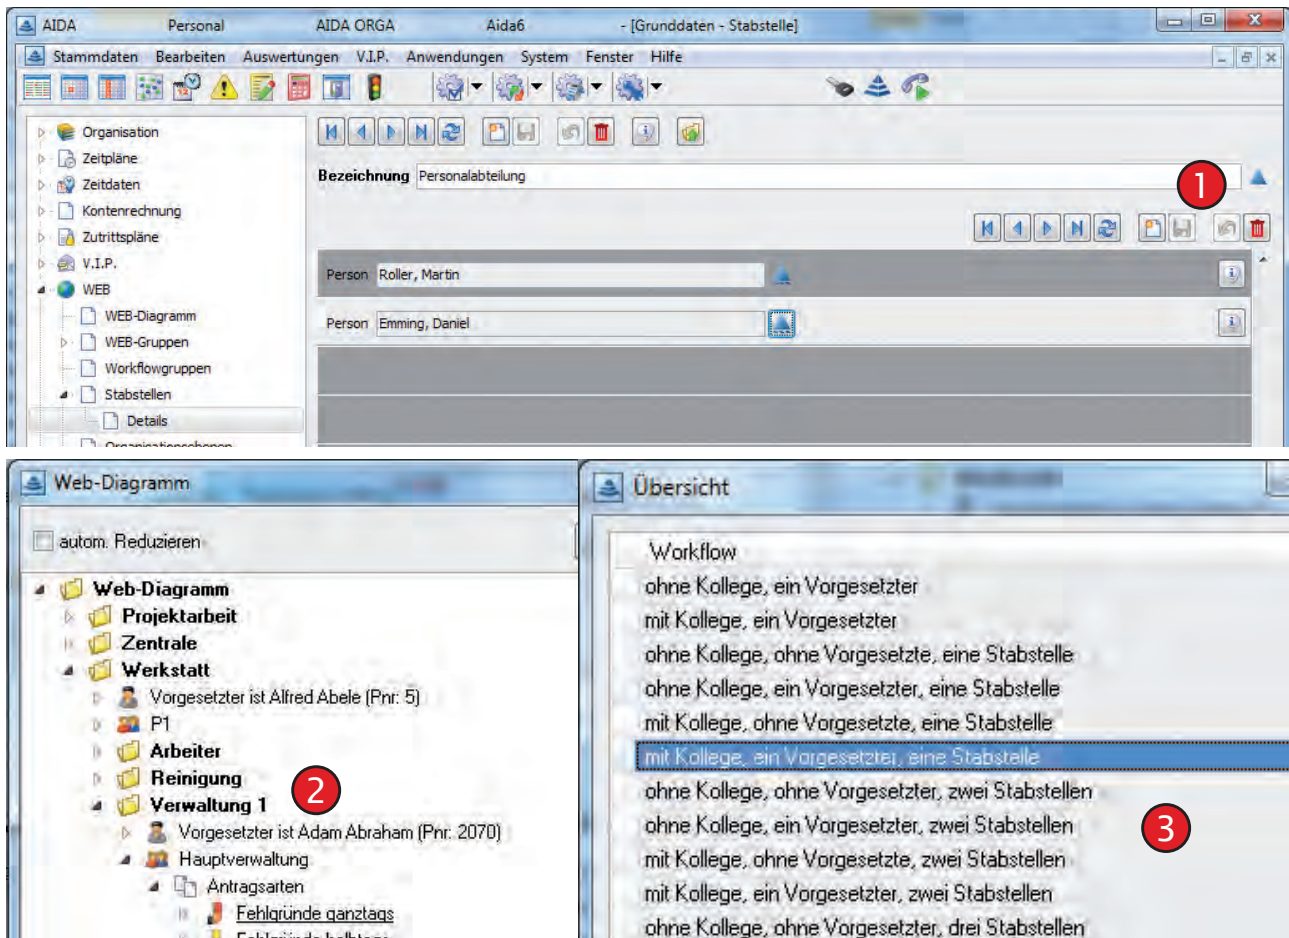 AIDA Personal AIDA ORGA Aida6 - [Grunddaten - Stabstelle]
Stammdaten Bearbeiten Auswertungen V.I.P. Anwendungen System Fenster Hilfe
Organisation
Zeitpläne
Zeitdaten
Kontenrechnung
Zutrittspläne
V.I.P.
WEB
WEB-Diagramm
WEB-Gruppen
Workflowgruppen
Stabstellen
Details
Organisationsebenen
Bezeichnung Personalabteilung
1
Person Roller, Martin
Person Emming, Daniel
Web-Diagramm
autom. Reduzieren
Web-Diagramm
Projektarbeit
Zentrale
Werkstatt
Vorgesetzter ist Alfred Abele (Pnr: 5)
P1
Arbeiter
Reinigung
Verwaltung 1
2
Vorgesetzter ist Adam Abraham (Pnr: 2070)
Hauptverwaltung
Antragsarten
Fehlgründe ganztags
Fehlgründe halbtags
Übersicht
Workflow
ohne Kollege, ein Vorgesetzter
mit Kollege, ein Vorgesetzter
ohne Kollege, ohne Vorgesetzte, eine Stabstelle
ohne Kollege, ein Vorgesetzter, eine Stabstelle
mit Kollege, ohne Vorgesetzte, eine Stabstelle
mit Kollege, ein Vorgesetzter, eine Stabstelle
ohne Kollege, ohne Vorgesetzter, zwei Stabstellen
ohne Kollege, ein Vorgesetzter, zwei Stabstellen
3
mit Kollege, ohne Vorgesetzte, zwei Stabstellen
mit Kollege, ein Vorgesetzter, zwei Stabstellen
ohne Kollege, ohne Vorgesetzter, drei Stabstellen